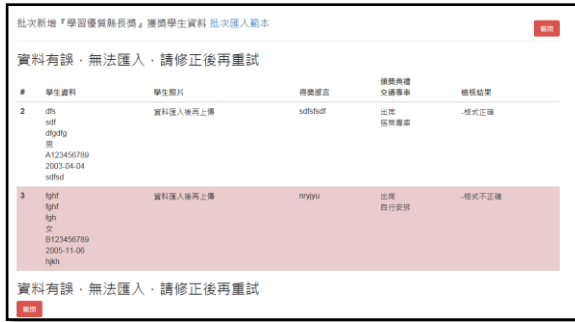 批次新增『學習優質縣長獎』獲獎學生資料 批次匯入範本
關閉
資料有誤，無法匯入，請修正後再重試
# 學生資料 學生照片 得獎感言 頒獎典禮 交通專車 檢核結果
2 dfs 資料匯入後再上傳 sdfsfsdf 出席 -格式正確
sdf 搭乘專車
dfgdfg
男
A123456789
2003-04-04
sdfsd
3 fghf 資料匯入後再上傳 nryjyu 出席 -格式不正確
fghf 自行安排
fgh
女
B123456789
2005-11-06
hjkh
資料有誤，無法匯入，請修正後再重試
關閉